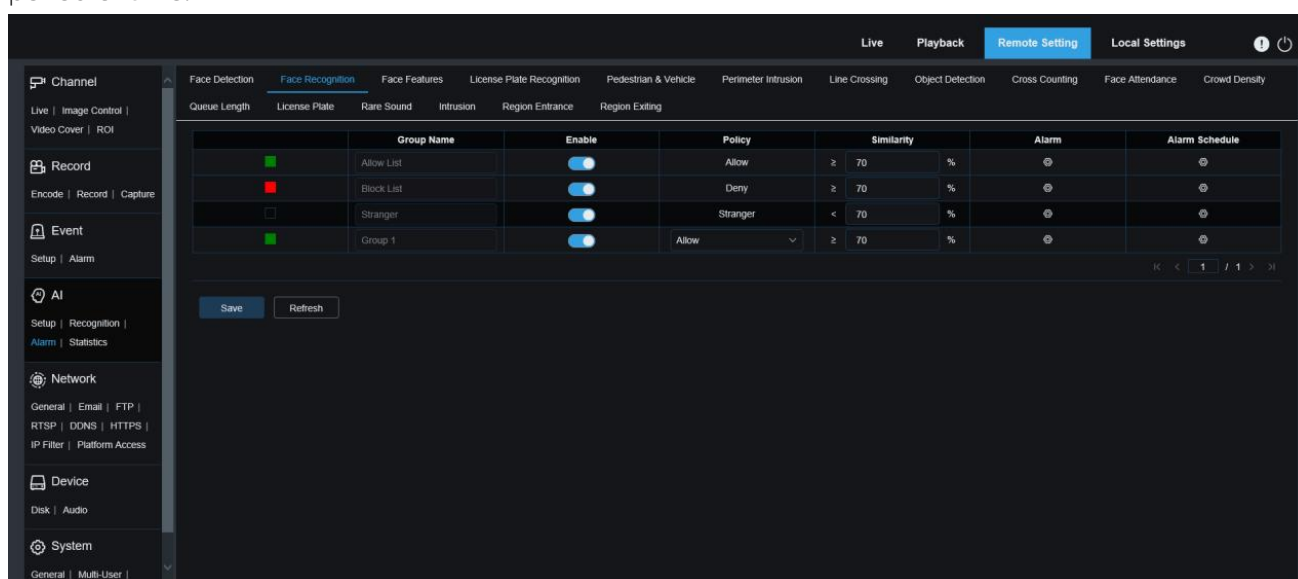 Live Playback Remote Setting Local Settings
Channel
Live | Image Control |
Video Cover | ROI
Record
Encode | Record | Capture
Event
Setup | Alarm
AI
Setup | Recognition |
Alarm | Statistics
Network
General | Email | FTP |
RTSP | DDNS | HTTPS |
IP Filter | Platform Access
Device
Disk | Audio
System
General | Multi-User |
Face Detection Face Recognition Face Features License Plate Recognition Pedestrian & Vehicle Perimeter Intrusion Line Crossing Object Detection Cross Counting Face Attendance Crowd Density
Queue Length License Plate Rare Sound Intrusion Region Entrance Region Exiting
Group Name Enable Policy Similarity Alarm Alarm Schedule
Allow List Allow ≥ 70 %
Block List Deny ≥ 70 %
Stranger Stranger < 70 %
Group 1 Allow ≥ 70 %
1 / 1
Save Refresh